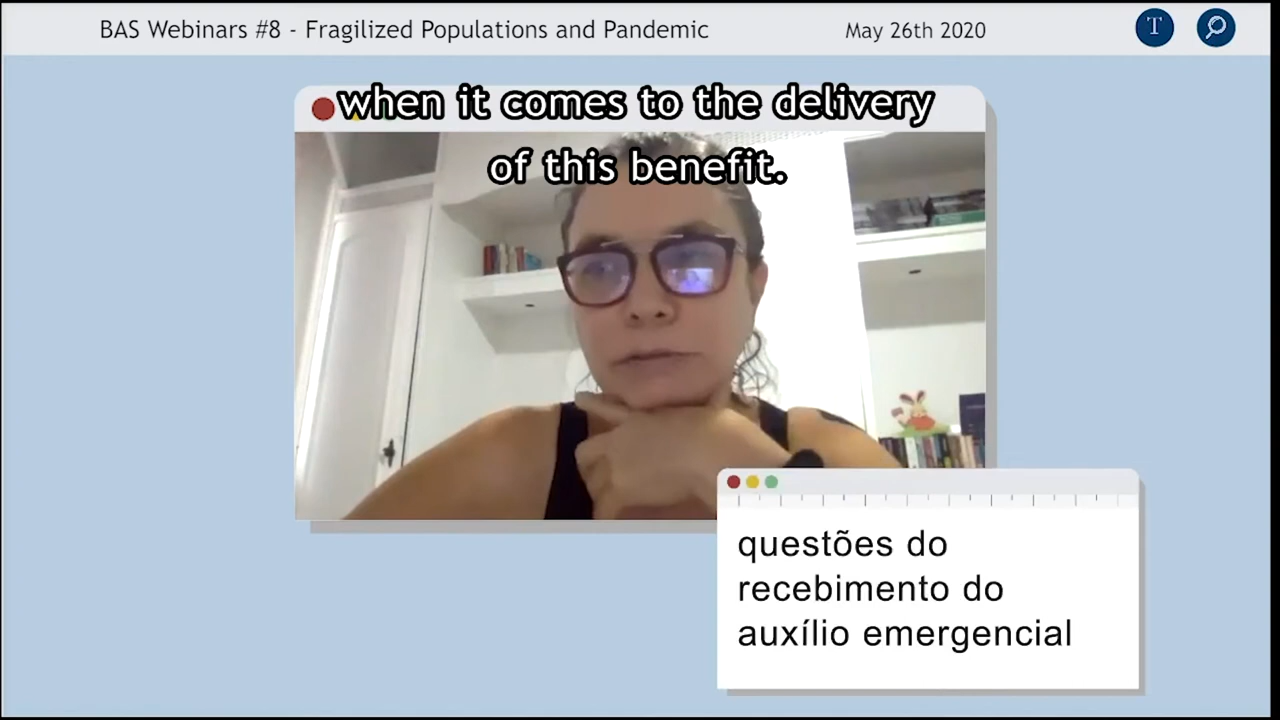 BAS Webinars #8 - Fragilized Populations and Pandemic
May 26th 2020
T
when it comes to the delivery
of this benefit.
questões do
recebimento do
auxílio emergencial